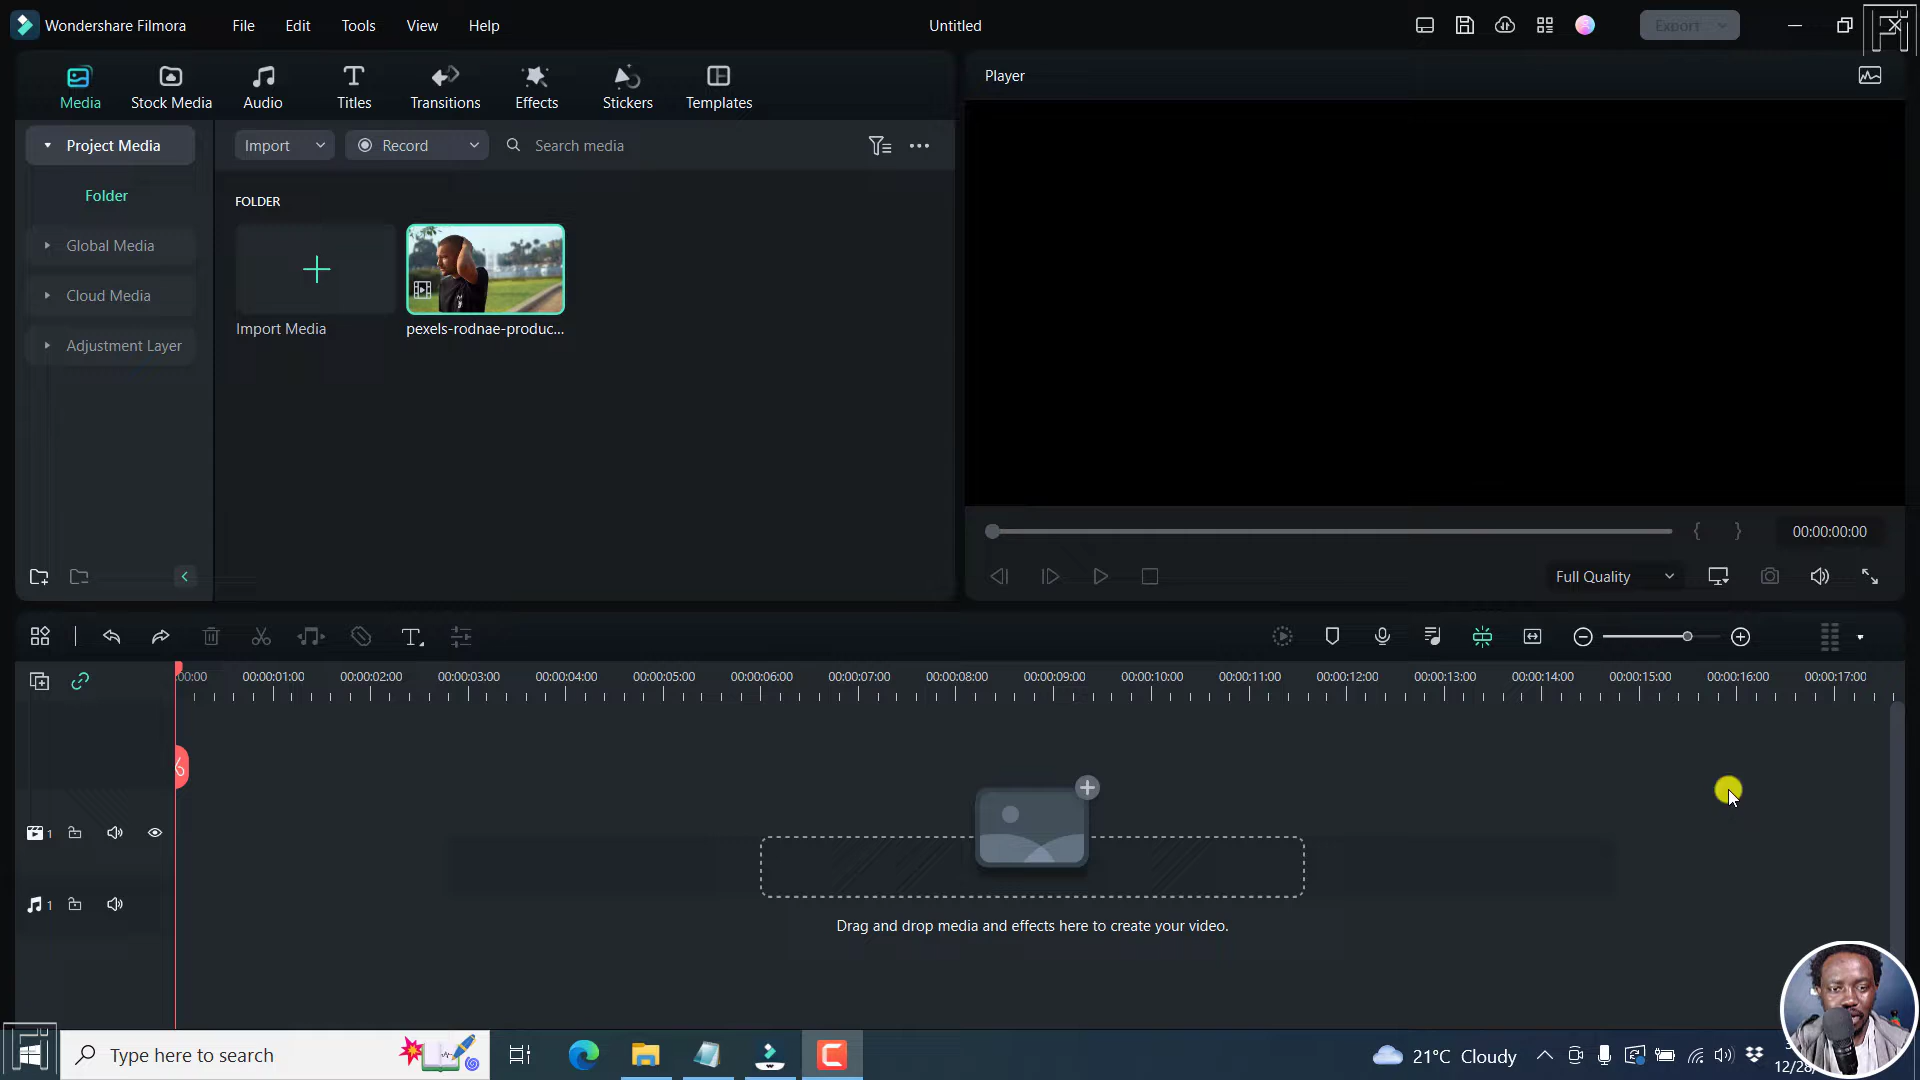 Wondershare Filmora
File
Edit
Tools
View
Help
Untitled
Export
Media
Stock Media
Audio
Titles
Transitions
Effects
Stickers
Templates
Player
Project Media
Import
Record
Search media
Folder
FOLDER
Global Media
Cloud Media
Import Media
pexels-rodnae-produc...
Adjustment Layer
00:00:00:00
Full Quality
:00:00
00:00:01:00
00:00:02:00
00:00:03:00
00:00:04:00
00:00:05:00
00:00:06:00
00:00:07:00
00:00:08:00
00:00:09:00
00:00:10:00
00:00:11:00
00:00:12:00
00:00:13:00
00:00:14:00
00:00:15:00
00:00:16:00
00:00:17:00
1
1
Drag and drop media and effects here to create your video.
Type here to search
21°C Cloudy
12/28/